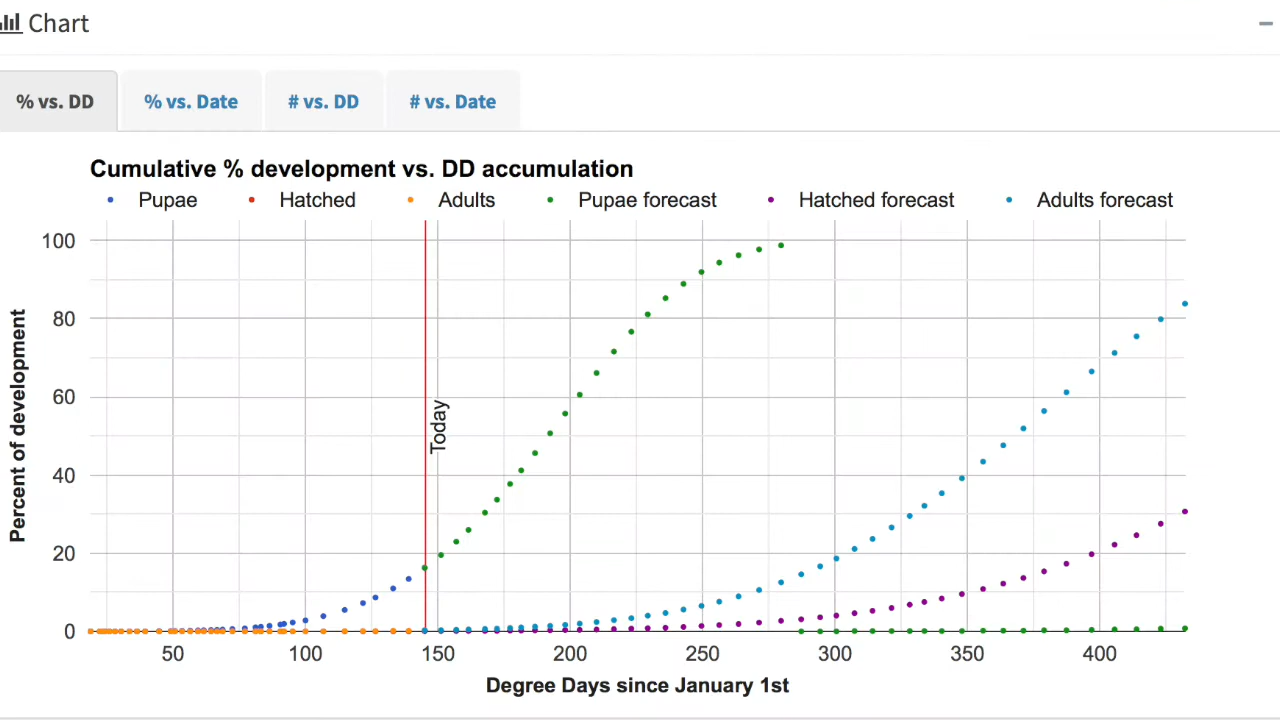 Chart
% vs. DD % vs. Date # vs. DD # vs. Date
Cumulative % development vs. DD accumulation
Pupae Hatched Adults Pupae forecast Hatched forecast Adults forecast
100
80
60
40
20
0
Percent of development
Today
50 100 150 200 250 300 350 400
Degree Days since January 1st